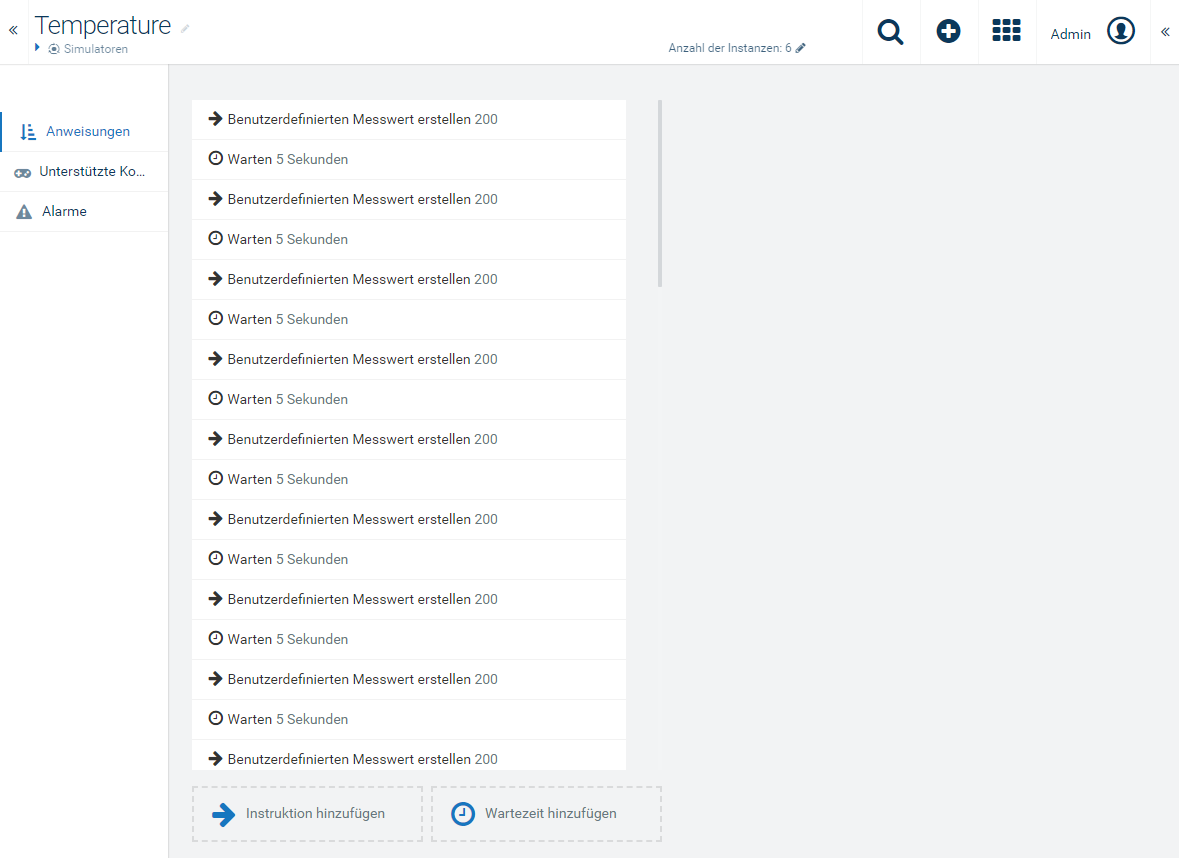 «
Temperature
Simulatoren
Anzahl der Instanzen: 6
Admin
«
Anweisungen
Unterstützte Ko...
Alarme
Benutzerdefinierten Messwert erstellen 200
Warten 5 Sekunden
Benutzerdefinierten Messwert erstellen 200
Warten 5 Sekunden
Benutzerdefinierten Messwert erstellen 200
Warten 5 Sekunden
Benutzerdefinierten Messwert erstellen 200
Warten 5 Sekunden
Benutzerdefinierten Messwert erstellen 200
Warten 5 Sekunden
Benutzerdefinierten Messwert erstellen 200
Warten 5 Sekunden
Benutzerdefinierten Messwert erstellen 200
Warten 5 Sekunden
Benutzerdefinierten Messwert erstellen 200
Warten 5 Sekunden
Benutzerdefinierten Messwert erstellen 200
Instruktion hinzufügen
Wartezeit hinzufügen